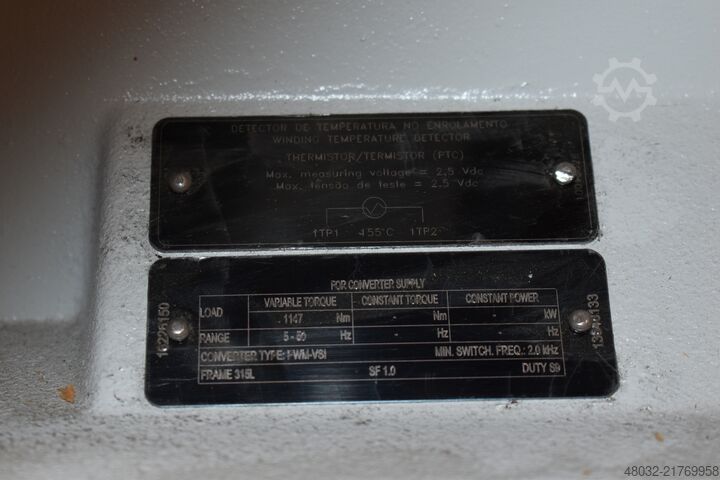 DETECTOR DE TEMPERATURA NO ENROLAMENTO
WINDING TEMPERATURE DETECTOR
THERMISTOR/TERMISTOR (PTC)
Max. measuring voltage = 2,5 Vdc
Max. tensão de teste = 2,5 Vdc
1TP1 155°C 1TP2
FOR CONVERTER SUPPLY
VARIABLE TORQUE CONSTANT TORQUE CONSTANT POWER
LOAD 1147 Nm - Nm - kW
RANGE 5 - 50 Hz - Hz - Hz
CONVERTER TYPE: PWM-VSI MIN. SWITCH. FREQ.: 2.0 kHz
FRAME 315L SF 1.0 DUTY S9
48032-21769958